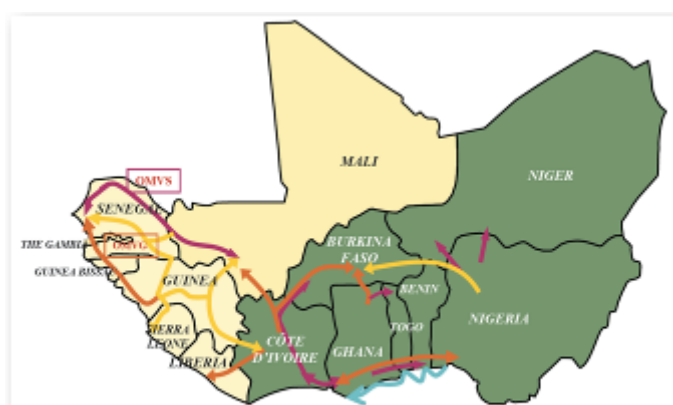 MALI
OMVS
NIGER
SENEGAL
BURKINA
FASO
THE GAMBIA
OMVG
GUINEA BISSAU
GUINEA
BENIN
NIGERIA
SIERRA
LEONE
CÔTE
D'IVOIRE
TOGO
GHANA
LIBERIA